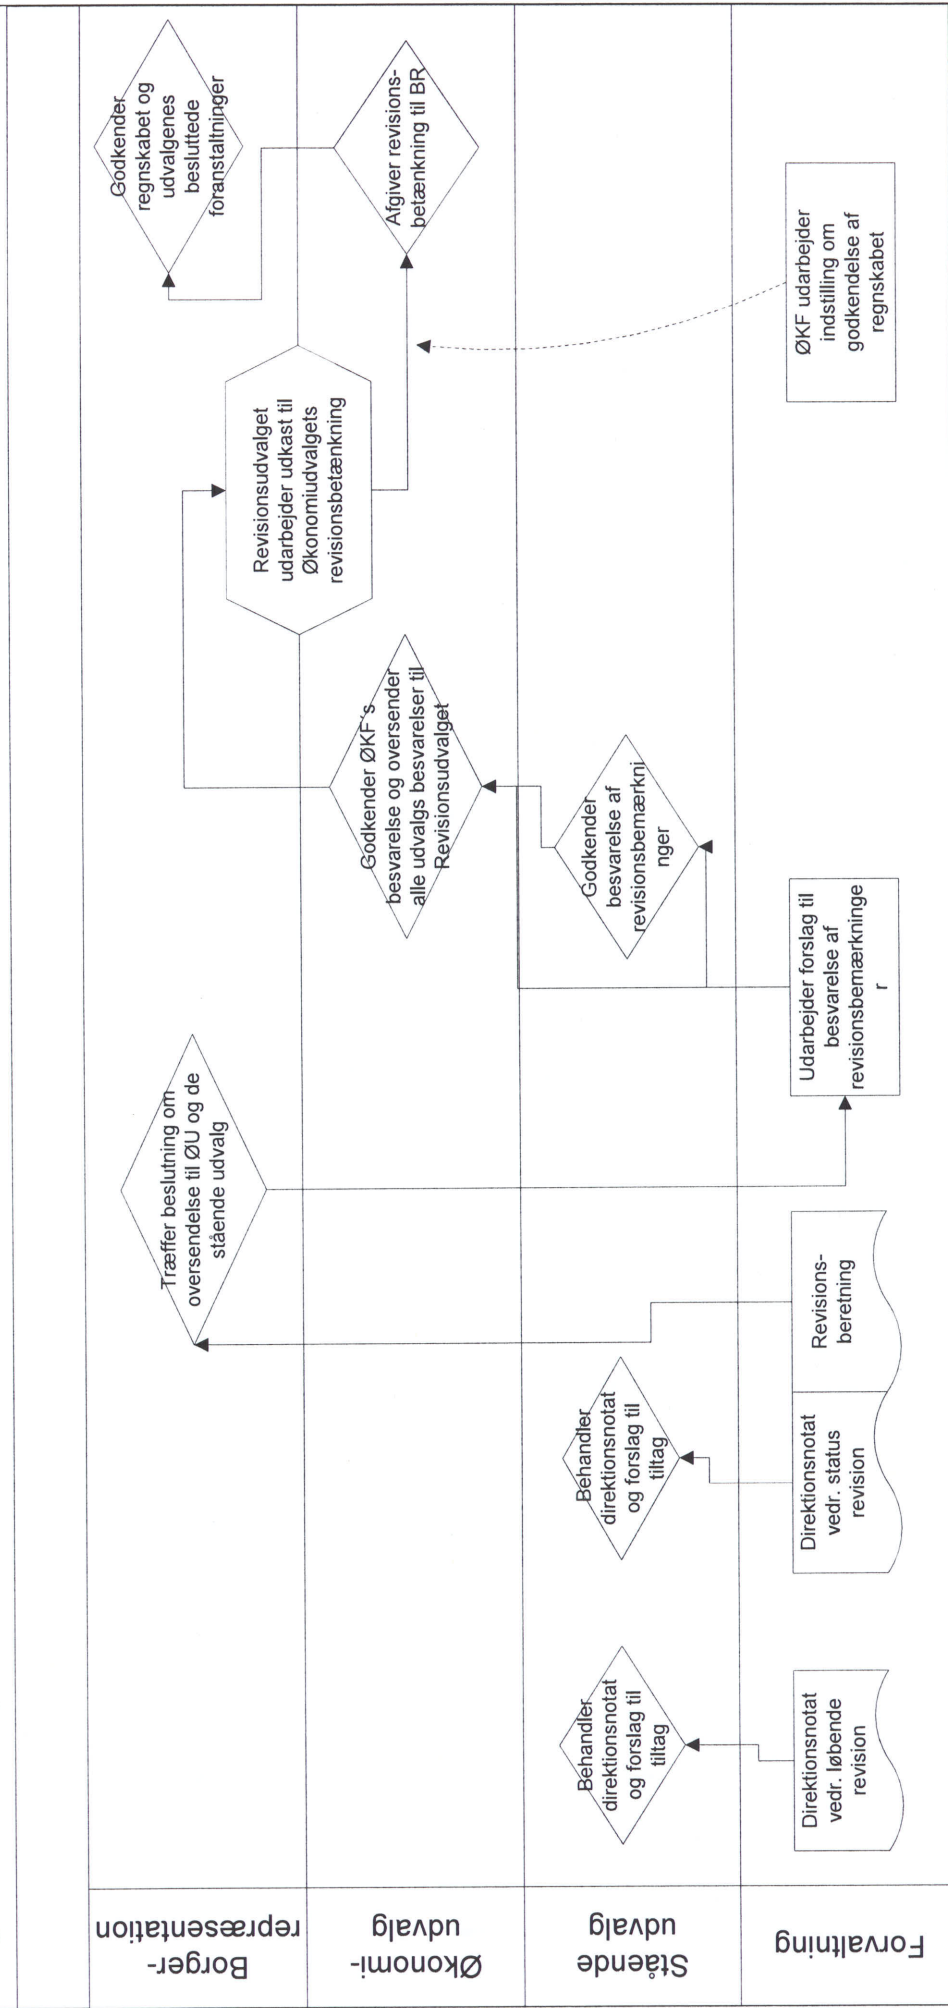 Borger-
repræsentation
Træffer beslutning om
oversendelse til ØU og de
stående udvalg
Revisionsudvalget
udarbejder udkast til
Økonomiudvalgets
revisionsbetænkning
Godkender
regnskabet og
udvalgenes
besluttede
foranstaltninger
Økonomi-
udvalg
Godkender ØKF´s
besvarelse og oversender
alle udvalgs besvarelser til
Revisionsudvalget
Afgiver revisions-
betænkning til BR
Stående
udvalg
Behandler
direktionsnotat
og forslag til
tiltag
Behandler
direktionsnotat
og forslag til
tiltag
Godkender
besvarelse af
revisionsbemærkni
nger
Forvaltning
Direktionsnotat
vedr. løbende
revision
Direktionsnotat
vedr. status
revision
Revisions-
beretning
Udarbejder forslag til
besvarelse af
revisionsbemærkninge
r
ØKF udarbejder
indstilling om
godkendelse af
regnskabet